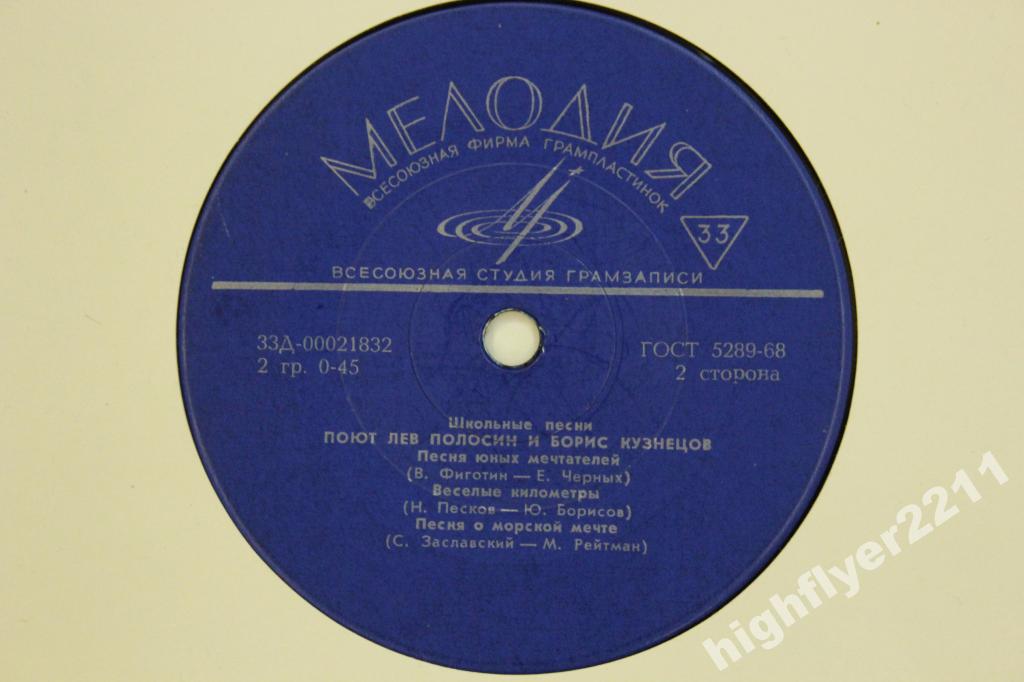 МЕЛОДИЯ
ВСЕСОЮЗНАЯ ФИРМА ГРАМПЛАСТИНОК
33
ВСЕСОЮЗНАЯ СТУДИЯ ГРАМЗАПИСИ
33Д-00021832
2 гр. 0-45
ГОСТ 5289-68
2 сторона
Школьные песни
ПОЮТ ЛЕВ ПОЛОСИН И БОРИС КУЗНЕЦОВ
Песня юных мечтателей
(В. Фиготин — Е. Черных)
Веселые километры
(Н. Песков — Ю. Борисов)
Песня о морской мечте
(С. Заславский — М. Рейтман)
highflyer2211